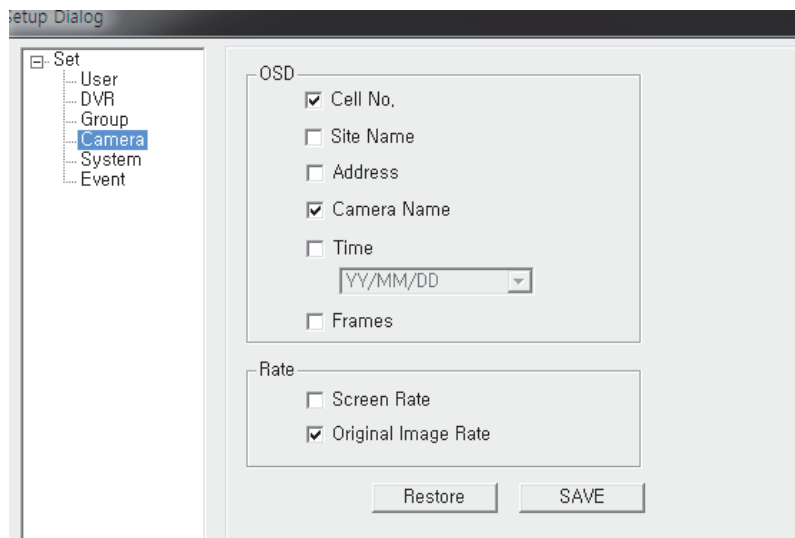 Setup Dialog
Set
User
DVR
Group
Camera
System
Event
OSD
Cell No,
Site Name
Address
Camera Name
Time
YY/MM/DD
Frames
Rate
Screen Rate
Original Image Rate
Restore
SAVE